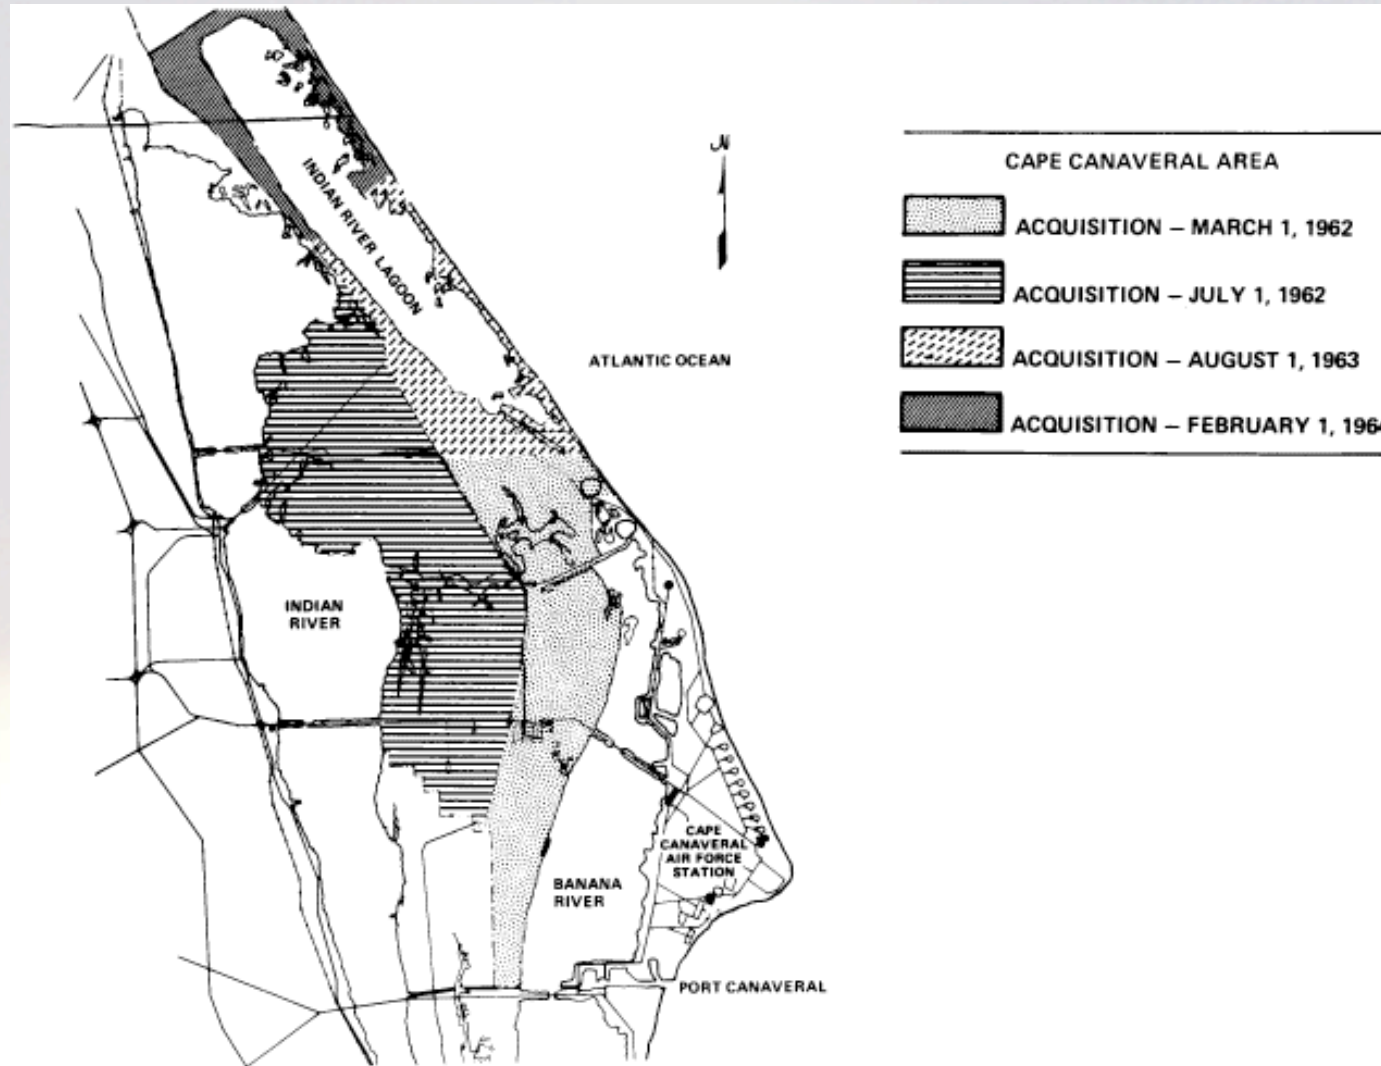 INDIAN RIVER LAGOON
N
ATLANTIC OCEAN
INDIAN
RIVER
CAPE
CANAVERAL
AIR FORCE
STATION
BANANA
RIVER
PORT CANAVERAL
CAPE CANAVERAL AREA
ACQUISITION – MARCH 1, 1962
ACQUISITION – JULY 1, 1962
ACQUISITION – AUGUST 1, 1963
ACQUISITION – FEBRUARY 1, 196